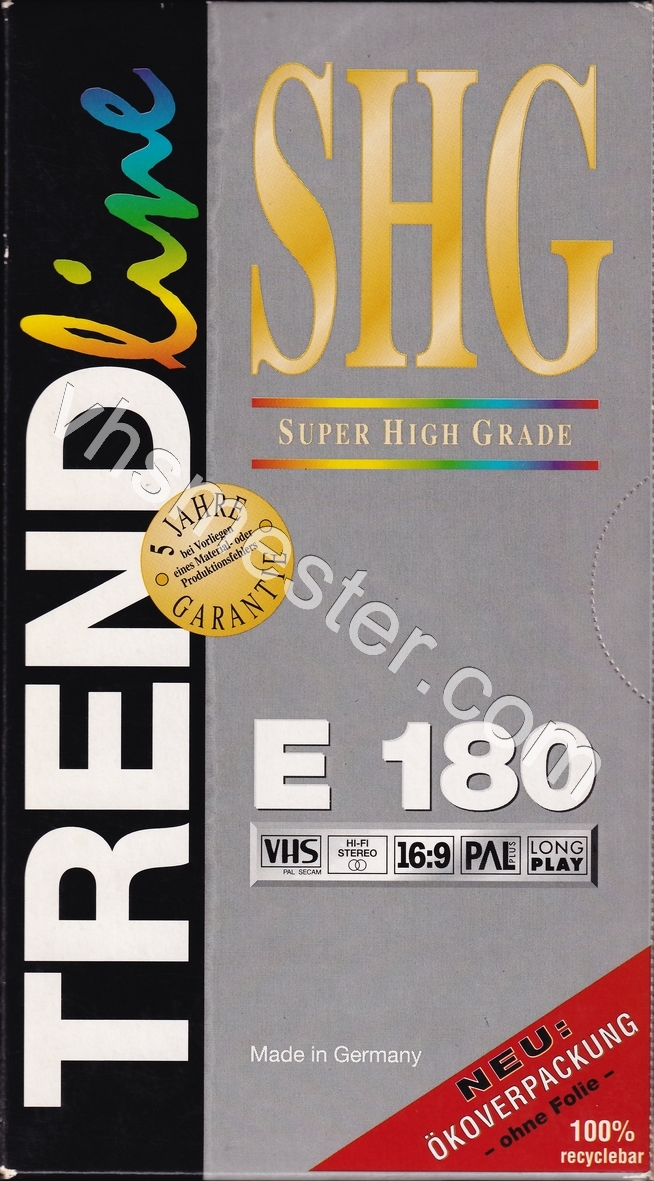 TREND line
SHG
SUPER HIGH GRADE
5 JAHRE
bei Vorliegen
eines Material- oder
Produktionsfehlers
GARANTIE
E 180
VHS
PAL SECAM
HI-FI
STEREO
16:9
PAL PLUS
LONG
PLAY
Made in Germany
NEU:
ÖKOVERPACKUNG
- ohne Folie -
100%
recyclebar
vhsmester.com